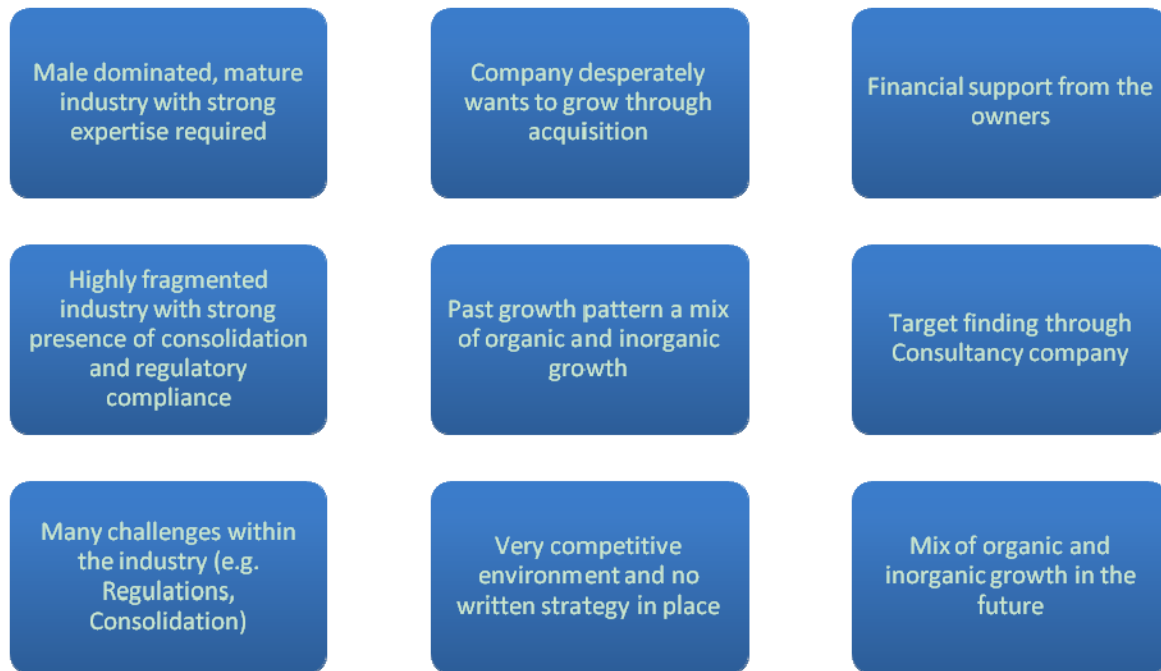 Male dominated, mature
industry with strong
expertise required
Company desperately
wants to grow through
acquisition
Financial support from the
owners
Highly fragmented
industry with strong
presence of consolidation
and regulatory
compliance
Past growth pattern a mix
of organic and inorganic
growth
Target finding through
Consultancy company
Many challenges within
the industry (e.g.
Regulations,
Consolidation)
Very competitive
environment and no
written strategy in place
Mix of organic and
inorganic growth in the
future